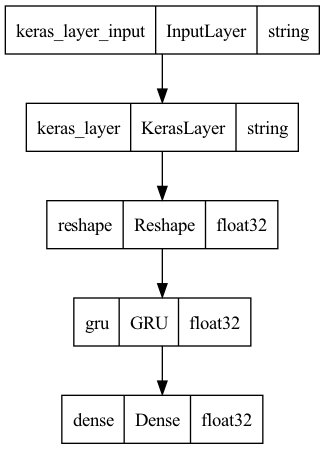 keras_layer_input InputLayer string
keras_layer KerasLayer string
reshape Reshape float32
gru GRU float32
dense Dense float32